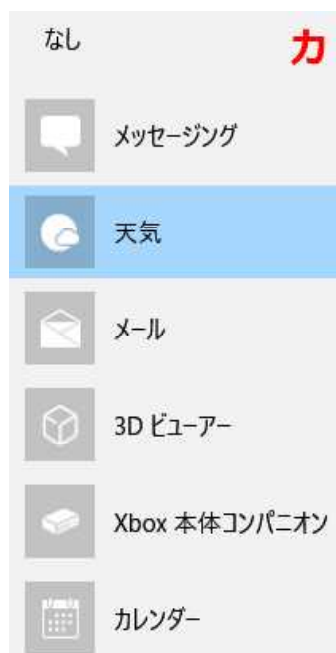 なし
カ
メッセージング
天気
メール
3D ビューアー
Xbox 本体コンパニオン
カレンダー